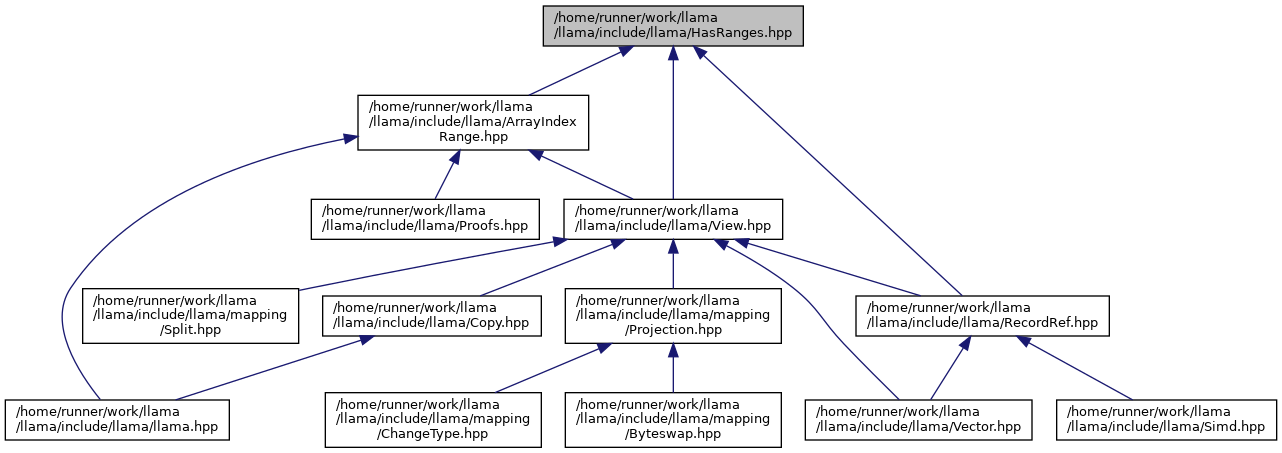 /home/runner/work/llama
/llama/include/llama/HasRanges.hpp
/home/runner/work/llama
/llama/include/llama/ArrayIndex
Range.hpp
/home/runner/work/llama
/llama/include/llama/Proofs.hpp
/home/runner/work/llama
/llama/include/llama/View.hpp
/home/runner/work/llama
/llama/include/llama/mapping
/Split.hpp
/home/runner/work/llama
/llama/include/llama/Copy.hpp
/home/runner/work/llama
/llama/include/llama/mapping
/Projection.hpp
/home/runner/work/llama
/llama/include/llama/RecordRef.hpp
/home/runner/work/llama
/llama/include/llama/llama.hpp
/home/runner/work/llama
/llama/include/llama/mapping
/ChangeType.hpp
/home/runner/work/llama
/llama/include/llama/mapping
/Byteswap.hpp
/home/runner/work/llama
/llama/include/llama/Vector.hpp
/home/runner/work/llama
/llama/include/llama/Simd.hpp